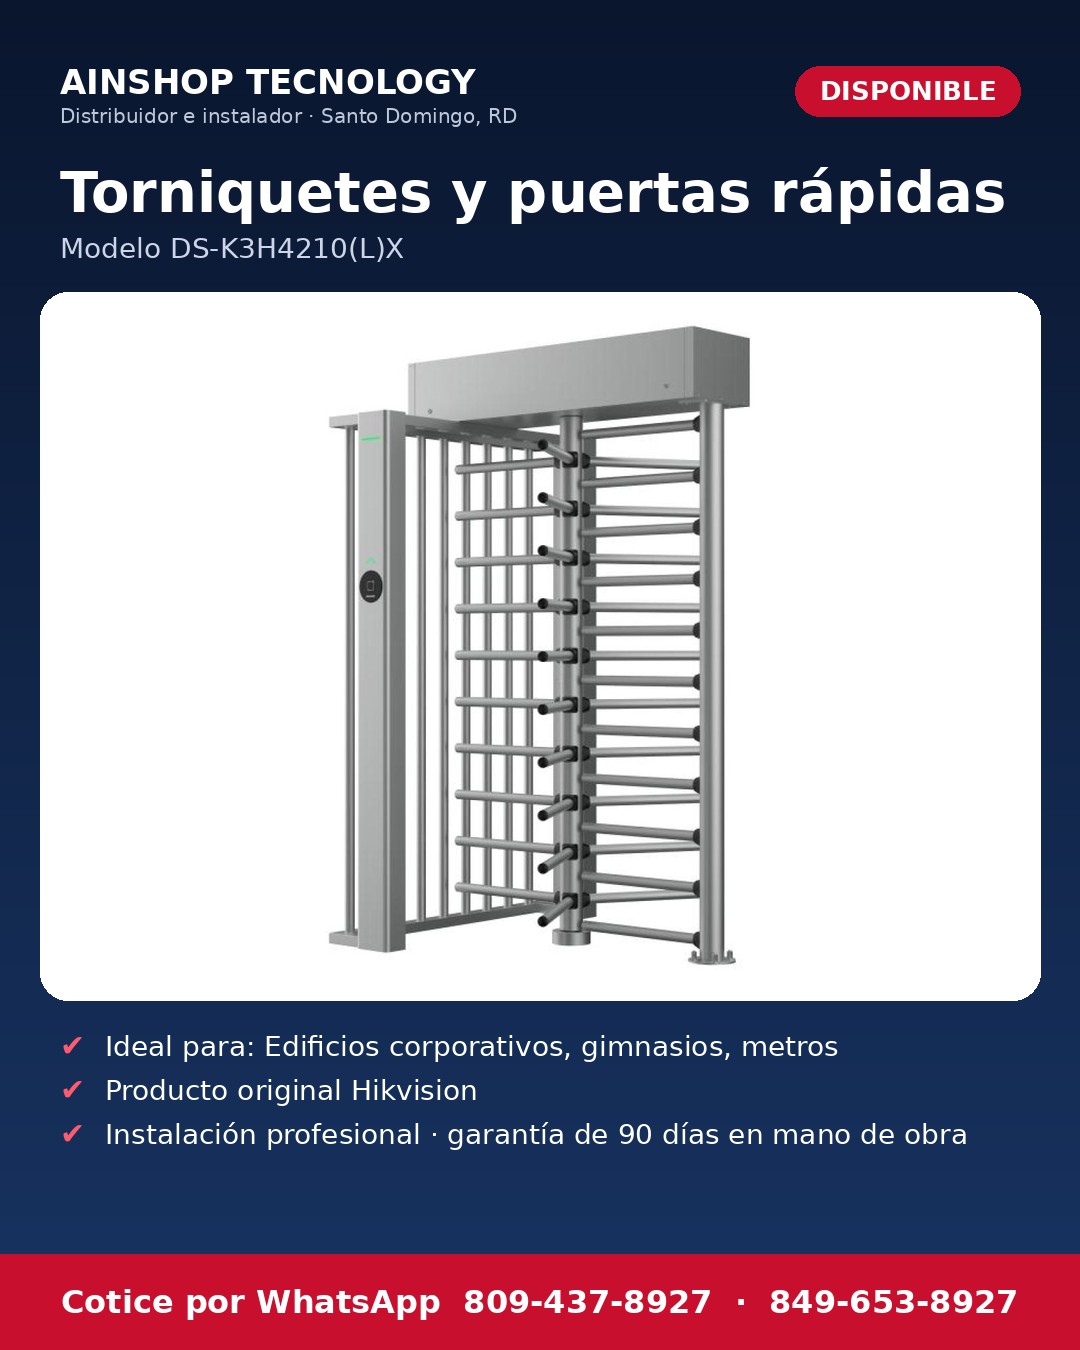 AINSHOP TECNOLOGY
Distribuidor e instalador · Santo Domingo, RD
DISPONIBLE
Torniquetes y puertas rápidas
Modelo DS-K3H4210(L)X
✔ Ideal para: Edificios corporativos, gimnasios, metros
✔ Producto original Hikvision
✔ Instalación profesional · garantía de 90 días en mano de obra
Cotice por WhatsApp 809-437-8927 · 849-653-8927